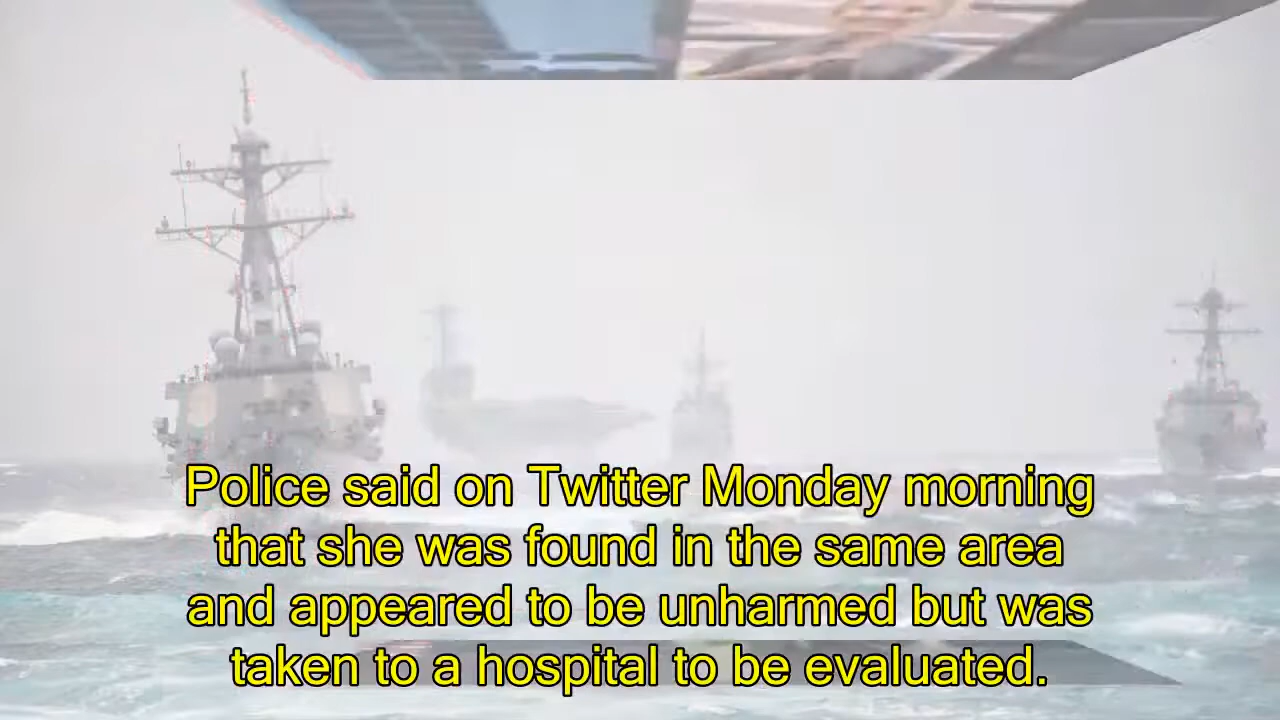 Police said on Twitter Monday morning
that she was found in the same area
and appeared to be unharmed but was
taken to a hospital to be evaluated.